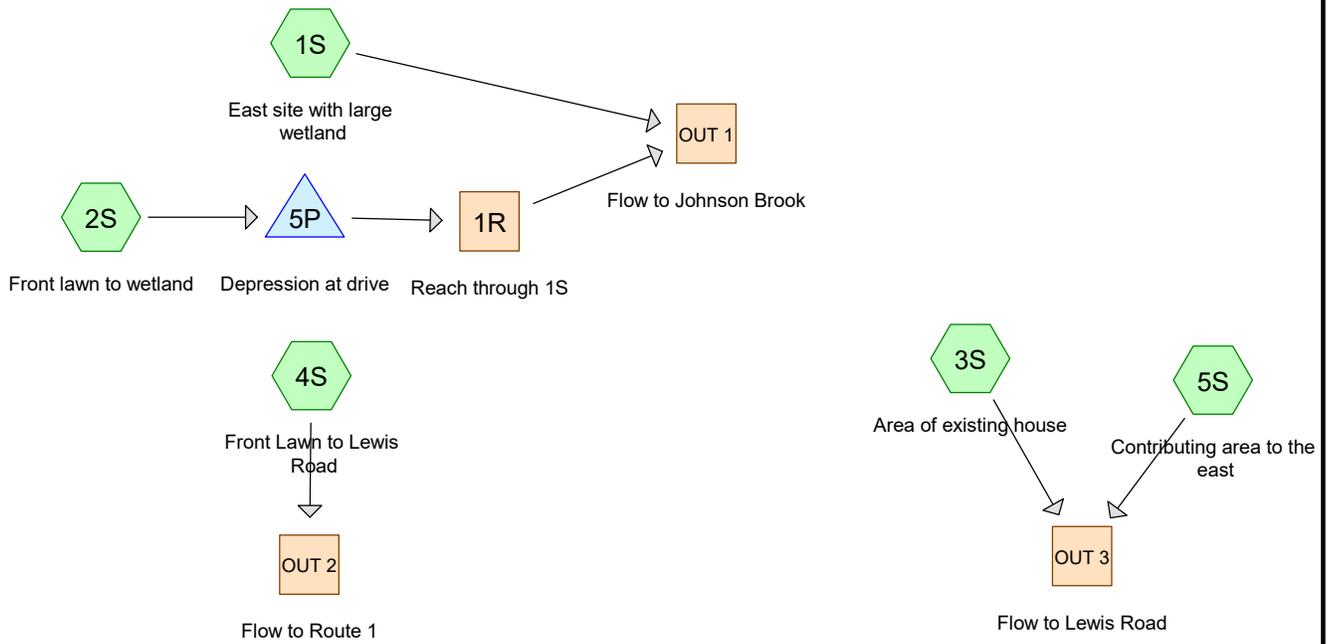 1S
East site with large
wetland
OUT 1
Flow to Johnson Brook
2S
Front lawn to wetland
5P
Depression at drive
1R
Reach through 1S
4S
Front Lawn to Lewis
Road
OUT 2
Flow to Route 1
3S
Area of existing house
5S
Contributing area to the
east
OUT 3
Flow to Lewis Road